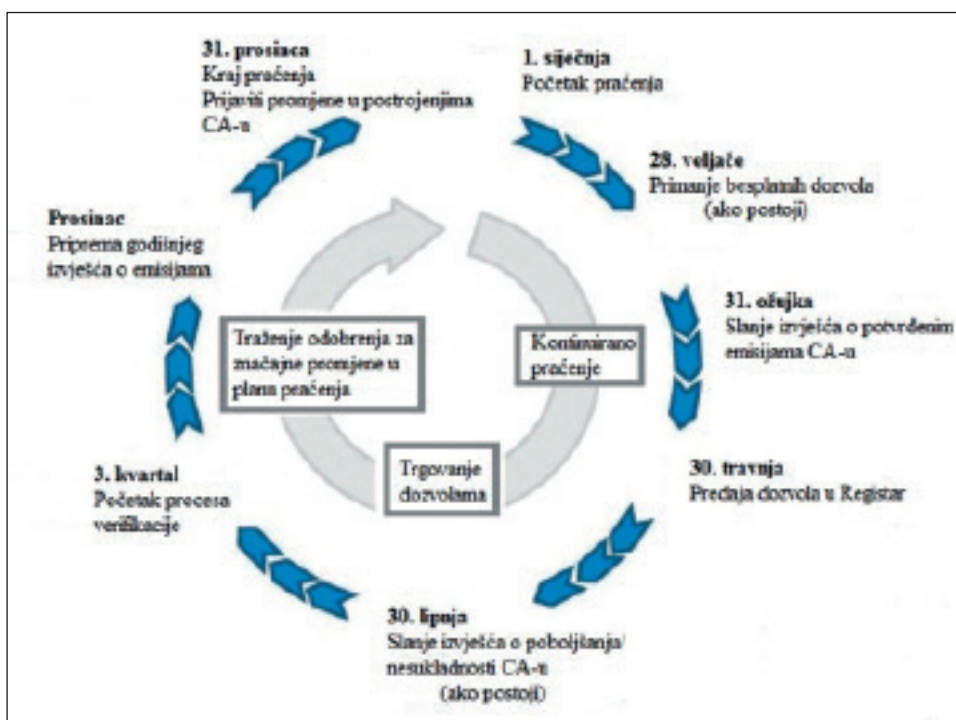 1. siječnja
Početak praćenja
28. veljače
Primanje besplatnih dozvola
(ako postoji)
31. ožujka
Slanje izvješća o potvrđenim
emisijama CA-u
30. travnja
Predaja dozvola u Registar
30. lipnja
Slanje izvješća o poboljšanja/
nesukladnosti CA-u
(ako postoji)
3. kvartal
Početak procesa
verifikacije
Prosinac
Priprema godišnjeg
izvješća o emisijama
31. prosinca
Kraj praćenja
Prijaviti promjene u postrojenjima
CA-u
Kontinuirano
praćenje
Trgovanje
dozvolama
Traženje odobrenja za
značajne promjene u
plana praćenja